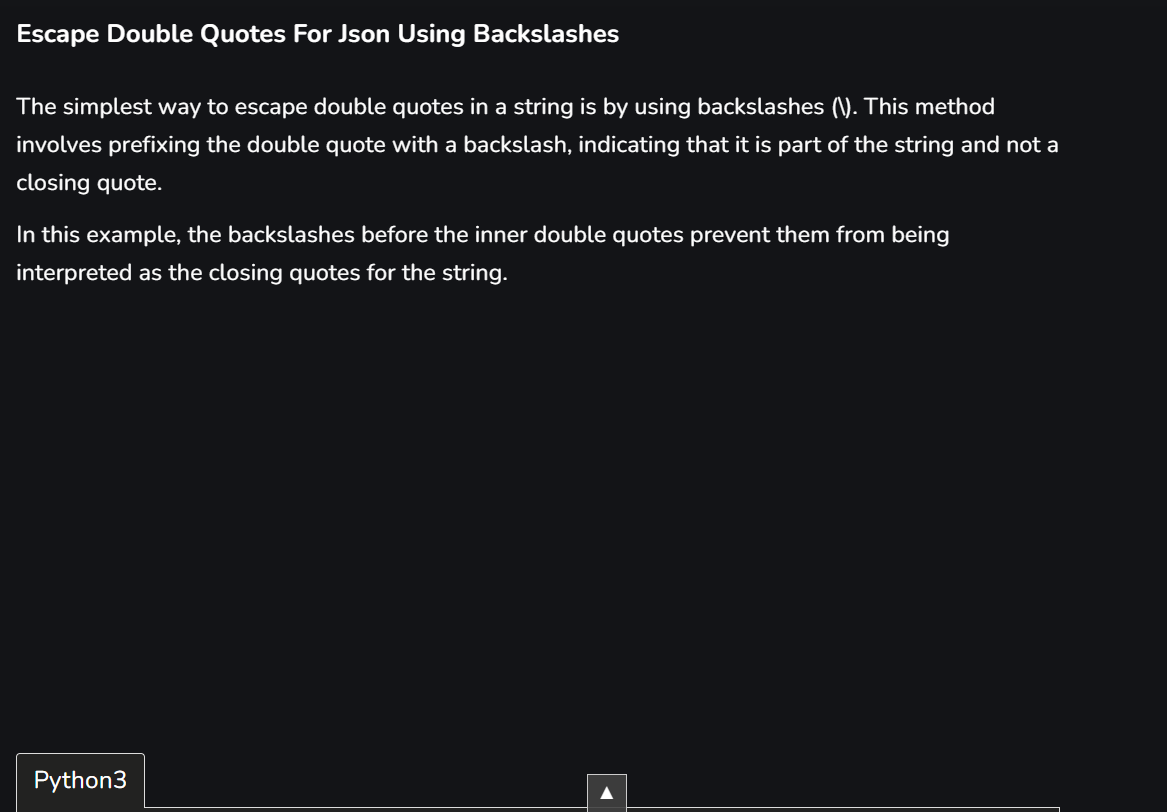 Escape Double Quotes For Json Using Backslashes
The simplest way to escape double quotes in a string is by using backslashes (\). This method
involves prefixing the double quote with a backslash, indicating that it is part of the string and not a
closing quote.
In this example, the backslashes before the inner double quotes prevent them from being
interpreted as the closing quotes for the string.
Python3